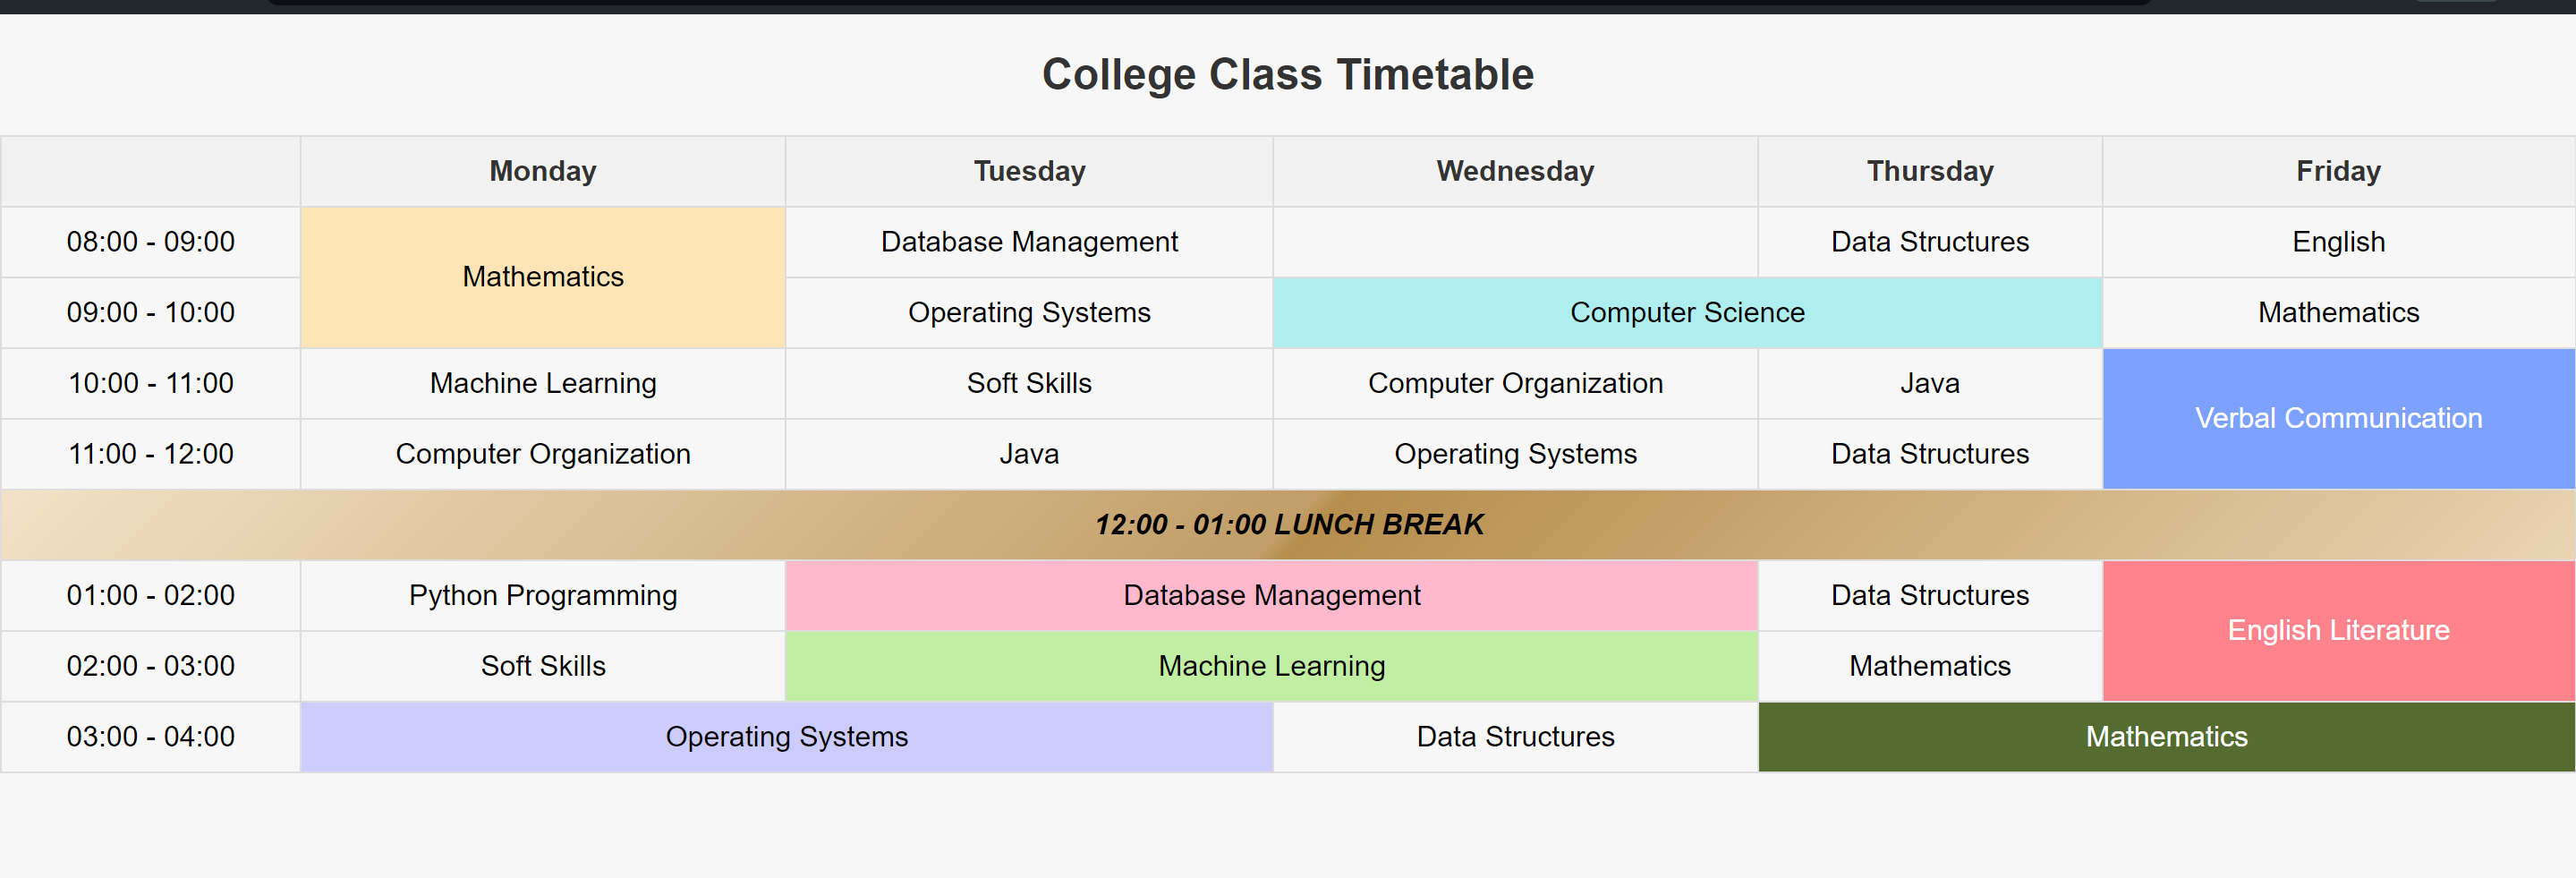 College Class Timetable
Monday Tuesday Wednesday Thursday Friday
08:00 - 09:00 Mathematics Database Management Data Structures English
09:00 - 10:00 Operating Systems Computer Science Mathematics
10:00 - 11:00 Machine Learning Soft Skills Computer Organization Java Verbal Communication
11:00 - 12:00 Computer Organization Java Operating Systems Data Structures
12:00 - 01:00 LUNCH BREAK
01:00 - 02:00 Python Programming Database Management Data Structures English Literature
02:00 - 03:00 Soft Skills Machine Learning Mathematics
03:00 - 04:00 Operating Systems Data Structures Mathematics